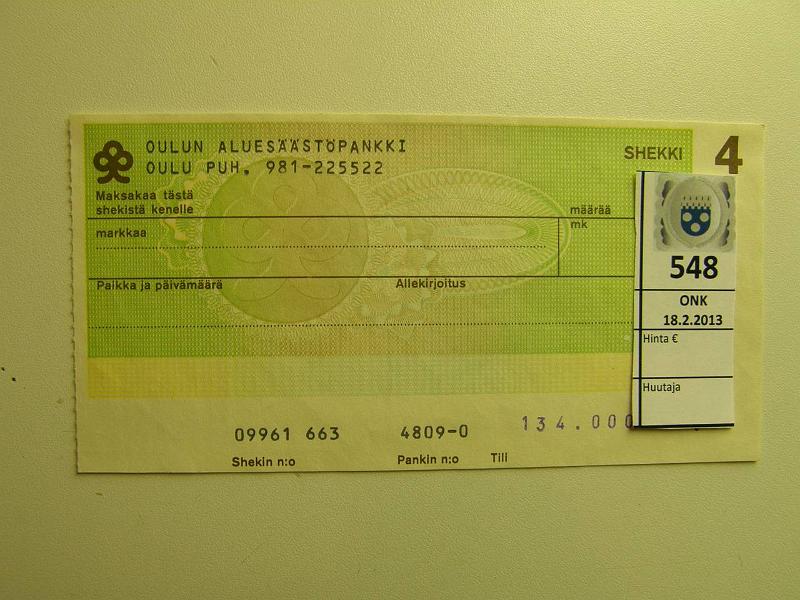 OULUN ALUESÄÄSTÖPANKKI
OULU PUH. 981-225522
SHEKKI 4
Maksakaa tästä
shekistä kenelle
määrää
markkaa
mk
Paikka ja päivämäärä
Allekirjoitus
548
ONK
18.2.2013
Hinta €
Huutaja
09961 663
4809-0
134.000
Shekin n:o
Pankin n:o
Tili